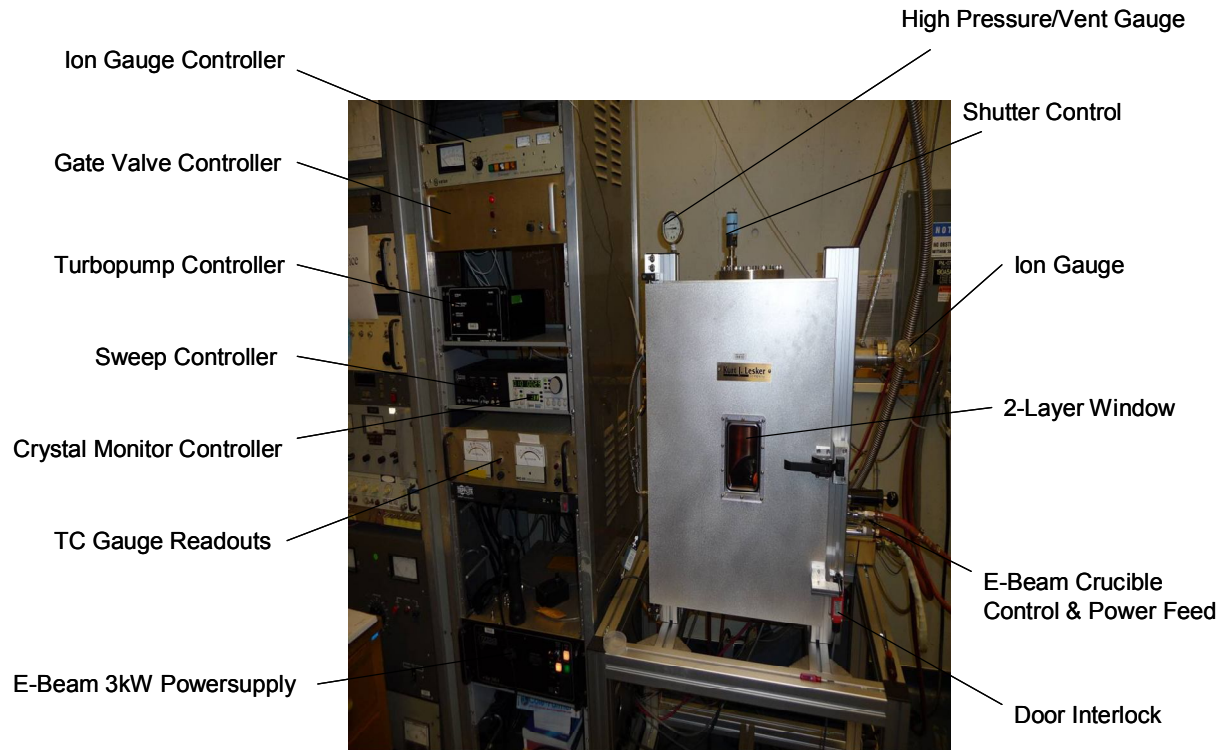 High Pressure/Vent Gauge
Ion Gauge Controller
Shutter Control
Gate Valve Controller
Turbopump Controller
Ion Gauge
Sweep Controller
Kurt J. Lesker
2-Layer Window
Crystal Monitor Controller
TC Gauge Readouts
E-Beam Crucible
Control & Power Feed
E-Beam 3kW Powersupply
Door Interlock